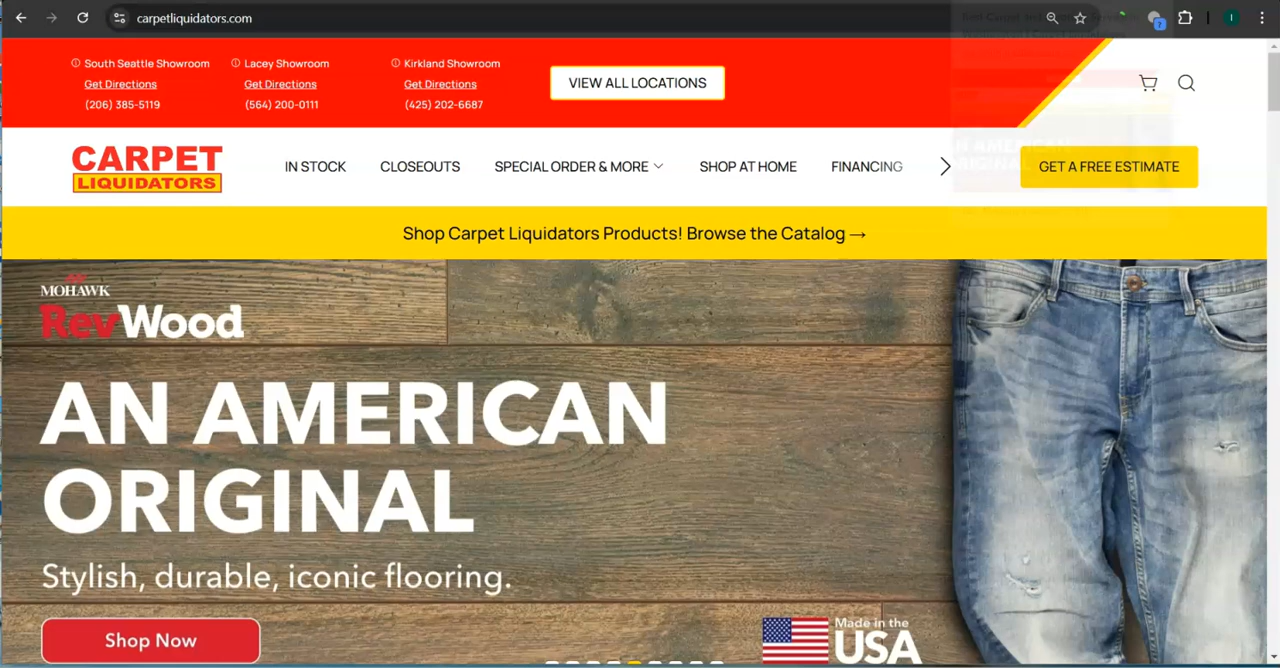 carpetliquidators.com
South Seattle Showroom
Get Directions
(206) 385-5119
Lacey Showroom
Get Directions
(564) 200-0111
Kirkland Showroom
Get Directions
(425) 202-6687
VIEW ALL LOCATIONS
CARPET
LIQUIDATORS
IN STOCK
CLOSEOUTS
SPECIAL ORDER & MORE
SHOP AT HOME
FINANCING
GET A FREE ESTIMATE
Shop Carpet Liquidators Products! Browse the Catalog →
MOHAWK
RevWood
AN AMERICAN
ORIGINAL
Stylish, durable, iconic flooring.
Shop Now
Made in the
USA